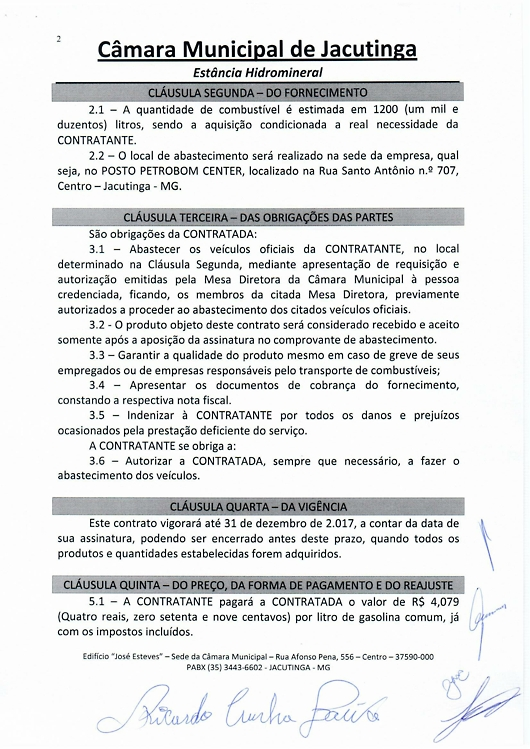 2
Câmara Municipal de Jacutinga
Estância Hidromineral
CLÁUSULA SEGUNDA – DO FORNECIMENTO
2.1 – A quantidade de combustível é estimada em 1200 (um mil e
duzentos) litros, sendo a aquisição condicionada a real necessidade da
CONTRATANTE.
2.2 – O local de abastecimento será realizado na sede da empresa, qual
seja, no POSTO PETROBOM CENTER, localizado na Rua Santo Antônio n.º 707,
Centro – Jacutinga - MG.
CLÁUSULA TERCEIRA – DAS OBRIGAÇÕES DAS PARTES
São obrigações da CONTRATADA:
3.1 – Abastecer os veículos oficiais da CONTRATANTE, no local
determinado na Cláusula Segunda, mediante apresentação de requisição e
autorização emitidas pela Mesa Diretora da Câmara Municipal à pessoa
credenciada, ficando, os membros da citada Mesa Diretora, previamente
autorizados a proceder ao abastecimento dos citados veículos oficiais.
3.2 - O produto objeto deste contrato será considerado recebido e aceito
somente após a aposição da assinatura no comprovante de abastecimento.
3.3 – Garantir a qualidade do produto mesmo em caso de greve de seus
empregados ou de empresas responsáveis pelo transporte de combustíveis;
3.4 – Apresentar os documentos de cobrança do fornecimento,
constando a respectiva nota fiscal.
3.5 – Indenizar à CONTRATANTE por todos os danos e prejuízos
ocasionados pela prestação deficiente do serviço.
A CONTRATANTE se obriga a:
3.6 – Autorizar a CONTRATADA, sempre que necessário, a fazer o
abastecimento dos veículos.
CLÁUSULA QUARTA – DA VIGÊNCIA
Este contrato vigorará até 31 de dezembro de 2.017, a contar da data de
sua assinatura, podendo ser encerrado antes deste prazo, quando todos os
produtos e quantidades estabelecidas forem adquiridos.
CLÁUSULA QUINTA – DO PREÇO, DA FORMA DE PAGAMENTO E DO REAJUSTE
5.1 – A CONTRATANTE pagará a CONTRATADA o valor de R$ 4,079
(Quatro reais, zero setenta e nove centavos) por litro de gasolina comum, já
com os impostos incluídos.
Edifício "José Esteves" – Sede da Câmara Municipal – Rua Afonso Pena, 556 – Centro – 37590-000
PABX (35) 3443-6602 - JACUTINGA - MG